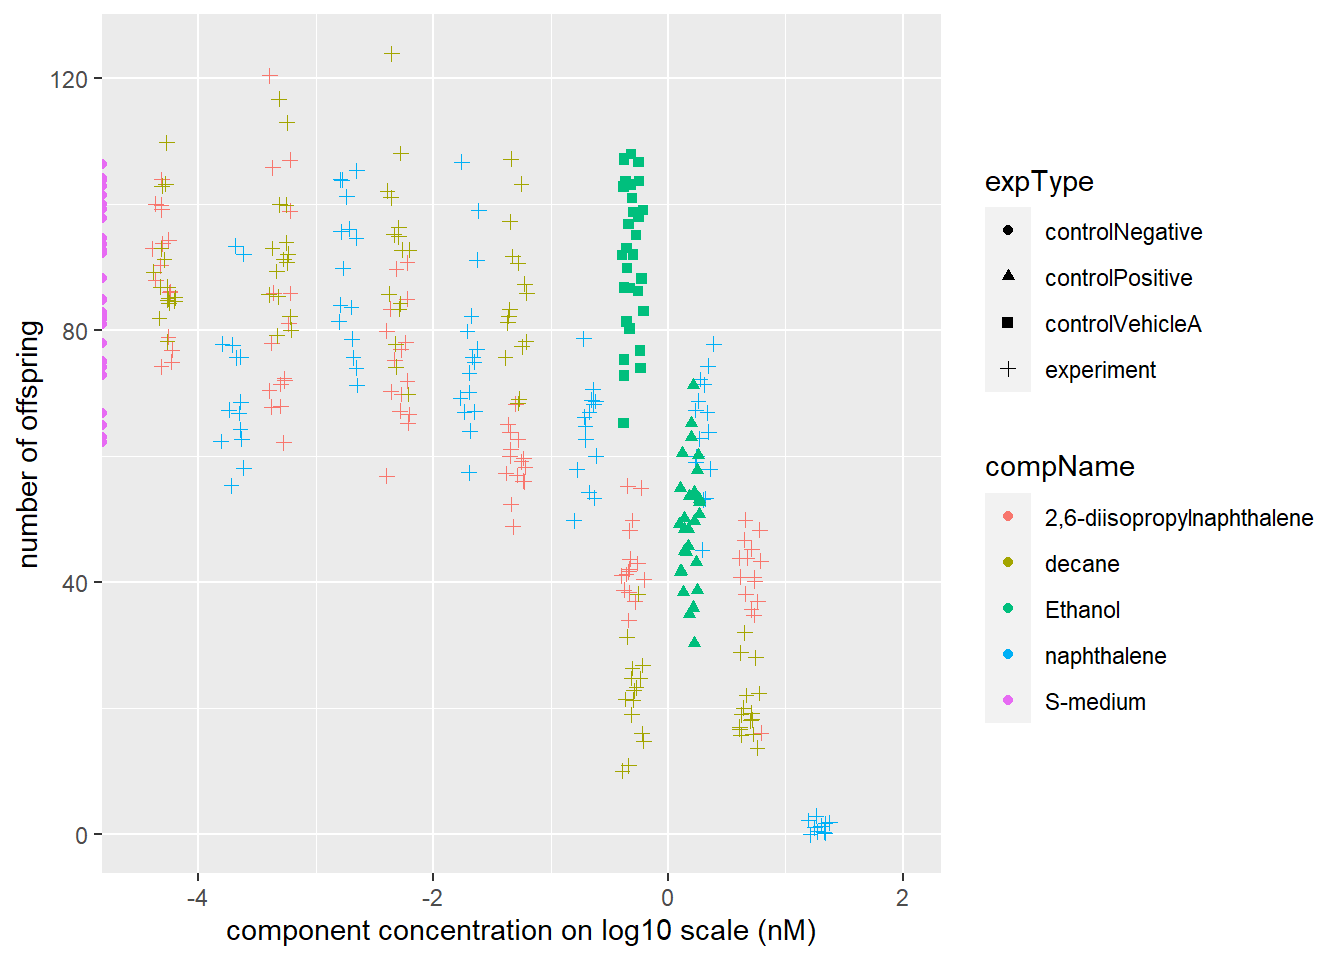 120
80
40
0
-4
-2
0
2
number of offspring
component concentration on log10 scale (nM)
expType
controlNegative
controlPositive
controlVehicleA
experiment
compName
2,6-diisopropylnaphthalene
decane
Ethanol
naphthalene
S-medium